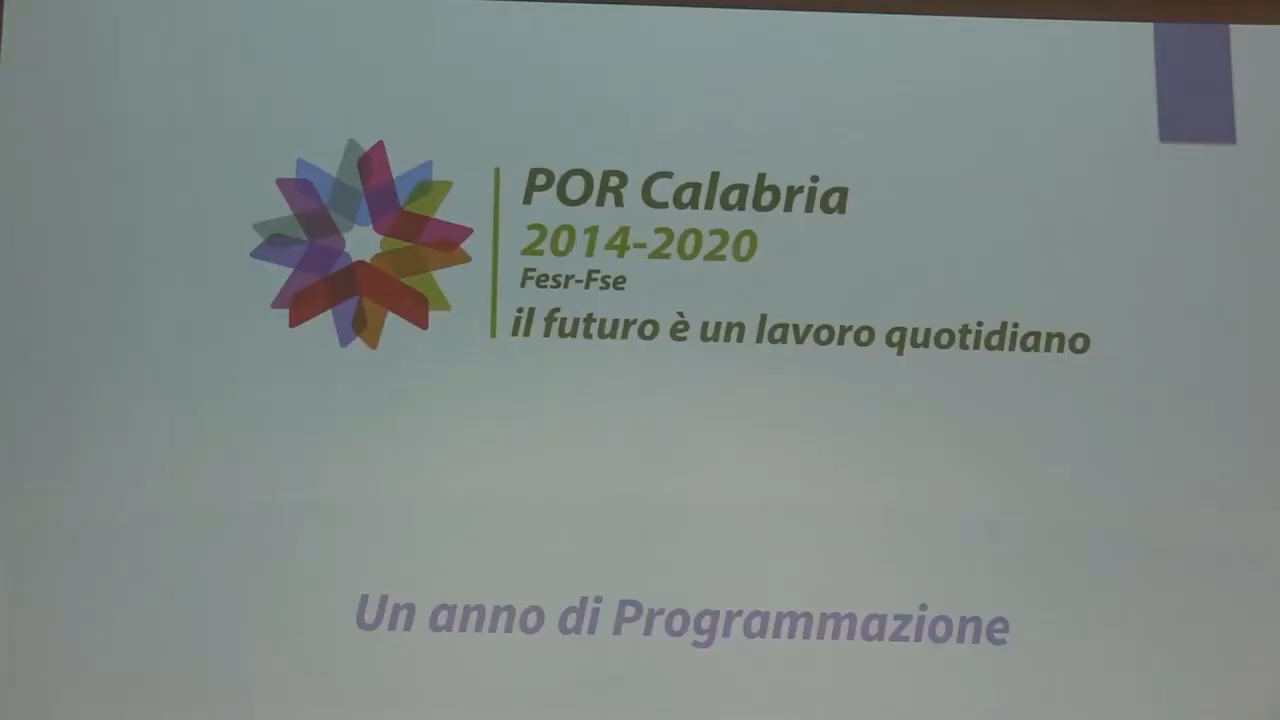 POR Calabria
2014-2020
Fesr-Fse
il futuro è un lavoro quotidiano
Un anno di Programmazione